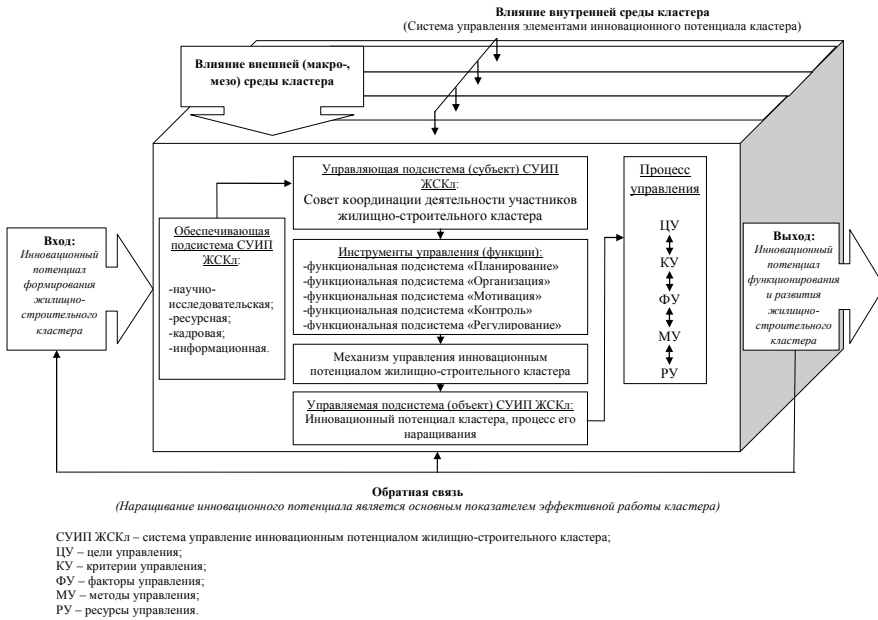 Влияние внутренней среды кластера
(Система управления элементами инновационного потенциала кластера)
Влияние внешней (макро-,
мезо) среды кластера
Вход:
Инновационный
потенциал
формирования
жилищно-
строительного
кластера
Обеспечивающая
подсистема СУИП
ЖСКл:
-научно-
исследовательская;
-ресурсная;
-кадровая;
-информационная.
Управляющая подсистема (субъект) СУИП
ЖСКл:
Совет координации деятельности участников
жилищно-строительного кластера
Инструменты управления (функции):
-функциональная подсистема «Планирование»
-функциональная подсистема «Организация»
-функциональная подсистема «Мотивация»
-функциональная подсистема «Контроль»
-функциональная подсистема «Регулирование»
Механизм управления инновационным
потенциалом жилищно-строительного кластера
Управляемая подсистема (объект) СУИП ЖСКл:
Инновационный потенциал кластера, процесс его
наращивания
Процесс
управления
ЦУ
КУ
ФУ
МУ
РУ
Выход:
Инновационный
потенциал
функционирования
и развития
жилищно-
строительного
кластера
Обратная связь
(Наращивание инновационного потенциала является основным показателем эффективной работы кластера)
СУИП ЖСКл – система управление инновационным потенциалом жилищно-строительного кластера;
ЦУ – цели управления;
КУ – критерии управления;
ФУ – факторы управления;
МУ – методы управления;
РУ – ресурсы управления.